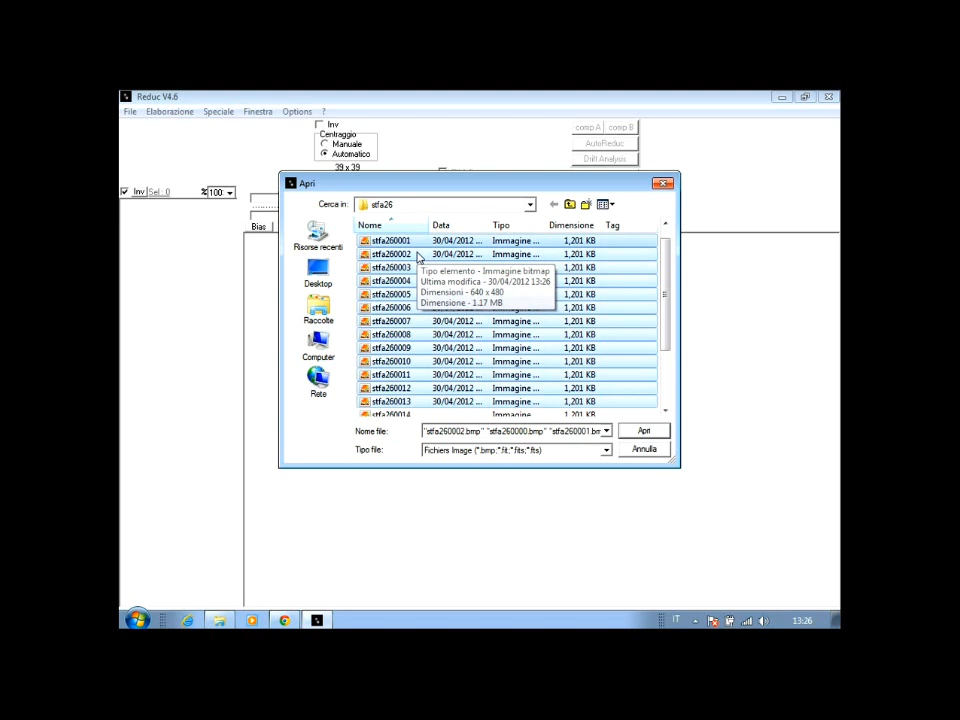 Reduc V4.6
File Elaborazione Speciale Finestra Options ?
Inv
Centraggio
Manuale
Automatico
39 x 39
comp A comp B
AutoReduc
Drift Analysis
Inv Sel : 0 % 100:
Bias
Apri
Cerca in: stfa26
Nome Data Tipo Dimensione Tag
stfa260001 30/04/2012 ... Immagine ... 1,201 KB
stfa260002 30/04/2012 ... Immagine ... 1,201 KB
stfa260003 1,201 KB
stfa260004 1,201 KB
stfa260005 1,201 KB
stfa260006 1,201 KB
Tipo elemento - Immagine bitmap
Ultima modifica - 30/04/2012 13:26
Dimensioni - 640 x 480
Dimensione - 1.17 MB
stfa260007 30/04/2012 ... Immagine ... 1,201 KB
stfa260008 30/04/2012 ... Immagine ... 1,201 KB
stfa260009 30/04/2012 ... Immagine ... 1,201 KB
stfa260010 30/04/2012 ... Immagine ... 1,201 KB
stfa260011 30/04/2012 ... Immagine ... 1,201 KB
stfa260012 30/04/2012 ... Immagine ... 1,201 KB
stfa260013 30/04/2012 ... Immagine ... 1,201 KB
stfa260014 30/04/2012 ... Immagine ... 1,201 KB
Risorse recenti
Desktop
Raccolte
Computer
Rete
Nome file: "stfa260002.bmp" "stfa260000.bmp" "stfa260001.bm
Apri
Tipo file: Fichiers Image (*.bmp;*.fit;*.fits;*.fts)
Annulla
IT 13:26